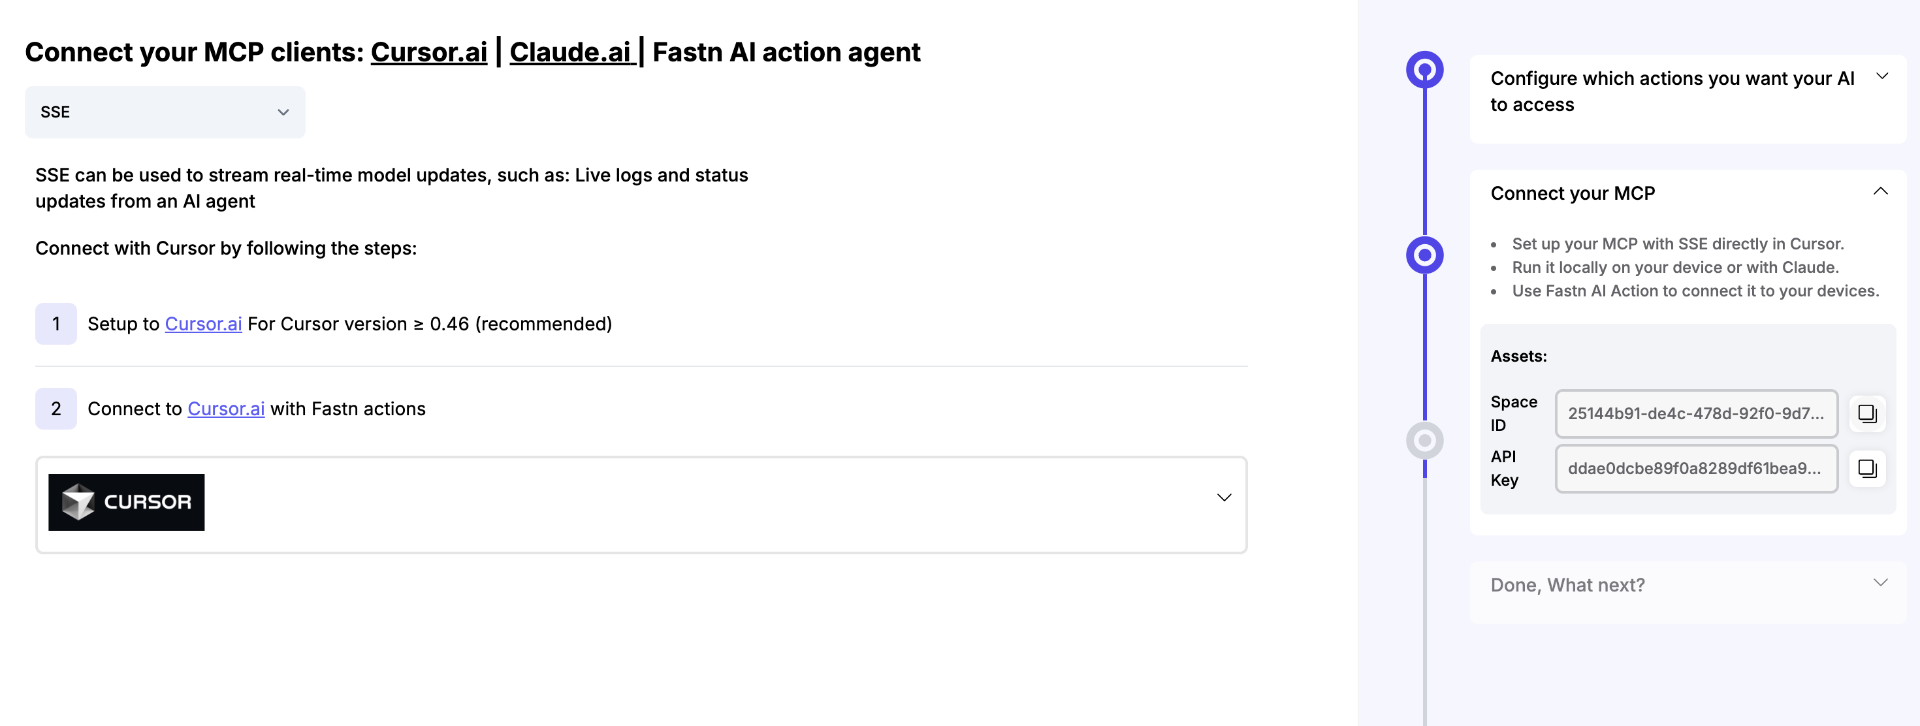 Connect your MCP clients: Cursor.ai | Claude.ai | Fastn AI action agent
SSE
SSE can be used to stream real-time model updates, such as: Live logs and status
updates from an AI agent
Connect with Cursor by following the steps:
1 Setup to Cursor.ai For Cursor version ≥ 0.46 (recommended)
2 Connect to Cursor.ai with Fastn actions
CURSOR
Configure which actions you want your AI
to access
Connect your MCP
• Set up your MCP with SSE directly in Cursor.
• Run it locally on your device or with Claude.
• Use Fastn AI Action to connect it to your devices.
Assets:
Space
ID
25144b91-de4c-478d-92f0-9d7...
API
Key
ddae0dcbe89f0a8289df61bea9...
Done, What next?